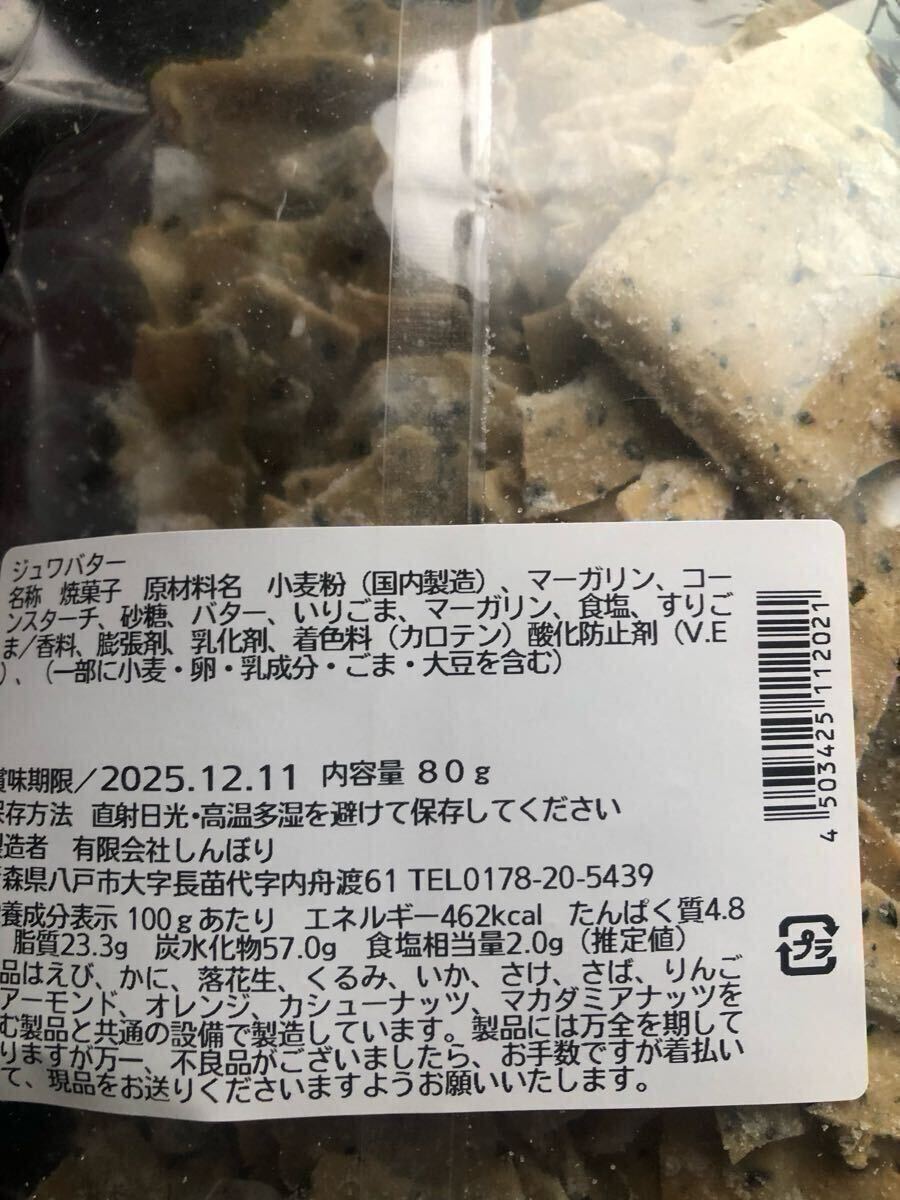 ジュワバター
名称 焼菓子 原材料名 小麦粉（国内製造）、マーガリン、コー
ンスターチ、砂糖、バター、いりごま、マーガリン、食塩、すりご
ま/香料、膨張剤、乳化剤、着色料（カロテン）酸化防止剤（V.E
）、（一部に小麦・卵・乳成分・ごま・大豆を含む）
賞味期限/2025.12.11 内容量 80g
保存方法 直射日光・高温多湿を避けて保存してください
製造者 有限会社しんぼり
森県八戸市大字長苗代字内舟渡61 TEL0178-20-5439
養成分表示 100gあたり エネルギー462kcal たんぱく質4.8
脂質23.3g 炭水化物57.0g 食塩相当量2.0g（推定値）
品はえび、かに、落花生、くるみ、いか、さけ、さば、りんご
アーモンド、オレンジ、カシューナッツ、マカダミアナッツを
む製品と共通の設備で製造しています。製品には万全を期して
りますが万一、不良品がございましたら、お手数ですが着払い
て、現品をお送りくださいますようお願いいたします。
4503425112021
プラ